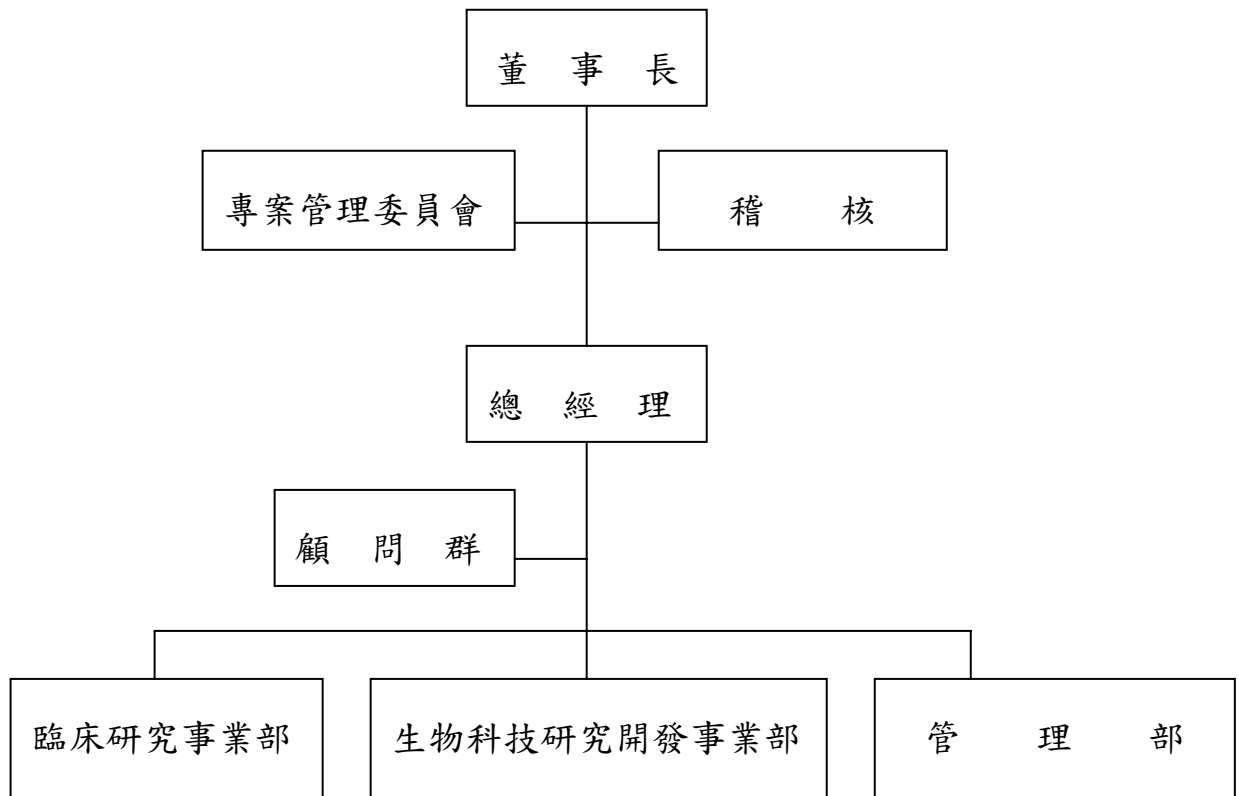 董事長
專案管理委員會
稽核
總經理
顧問群
臨床研究事業部
生物科技研究開發事業部
管理部